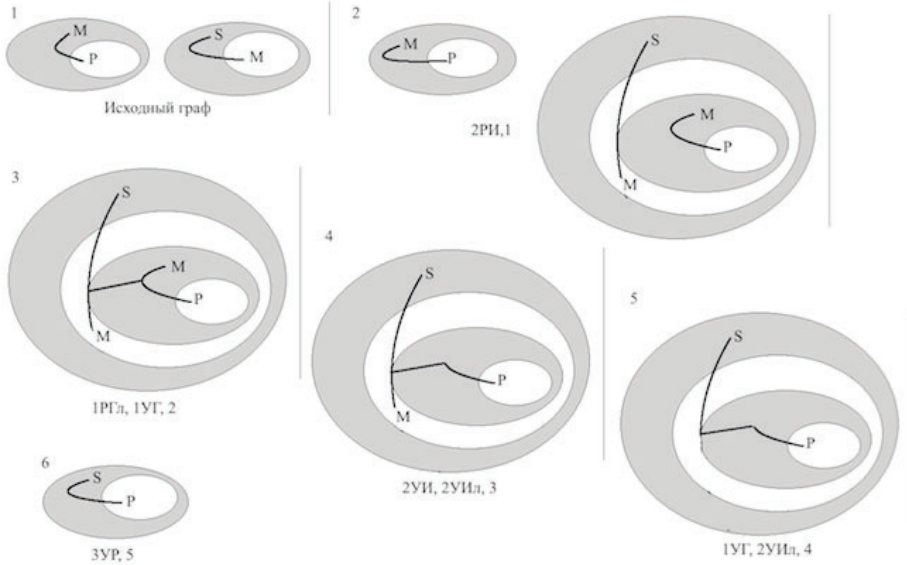 1
M
P
S
M
Исходный граф
2
M
P
2РИ,1
S
M
P
M
3
S
M
P
M
1РГл, 1УГ, 2
4
S
P
M
2УИ, 2УИл, 3
5
S
P
1УГ, 2УИл, 4
6
S
P
3УР, 5